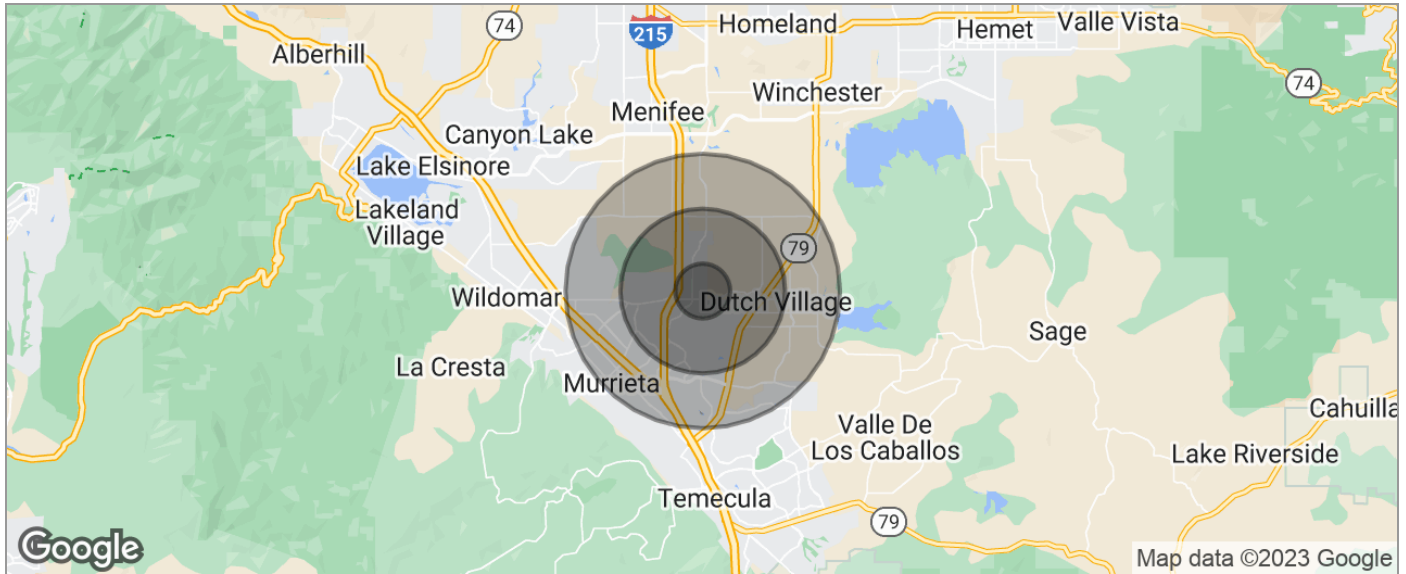 74
215
Homeland
Hemet
Valle Vista
Alberhill
74
Winchester
Menifee
Canyon Lake
Lake Elsinore
Lakeland
Village
79
Wildomar
Dutch Village
Sage
La Cresta
Murrieta
Cahuilla
Valle De
Los Caballos
Lake Riverside
Temecula
79
Google
Map data ©2023 Google